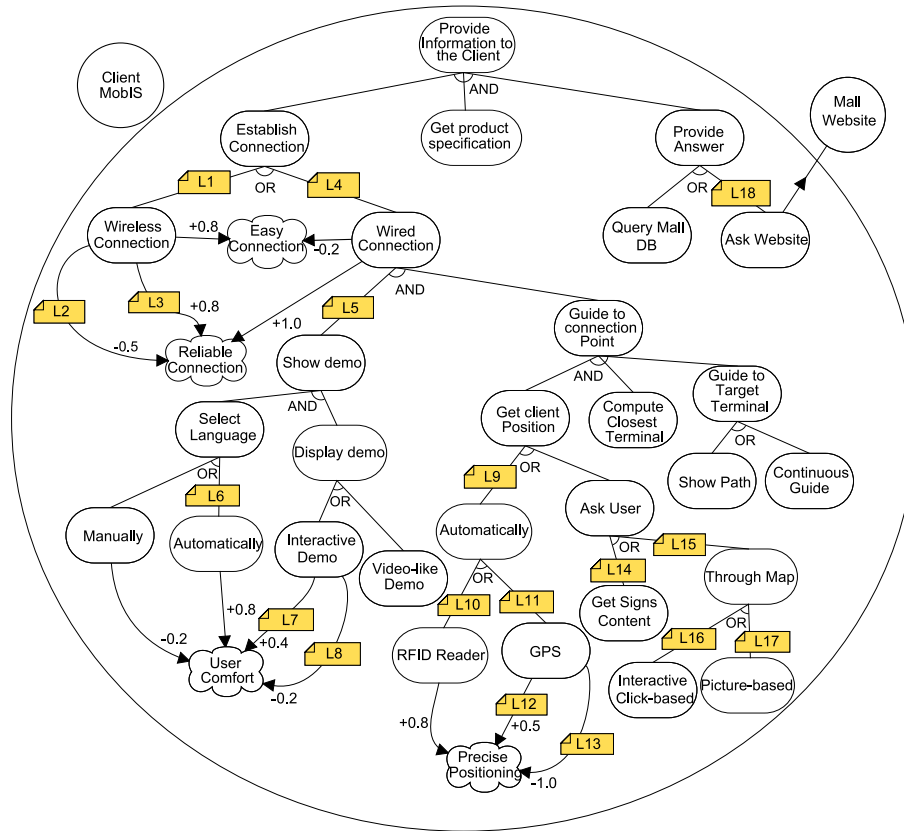 Provide
Information to
the Client
AND
Client
MobIS
Mall
Website
Establish
Connection
Get product
specification
Provide
Answer
OR
OR
L1
L4
L18
Wireless
Connection
+0.8
Easy
Connection
-0.2
Wired
Connection
Query Mall
DB
Ask Website
AND
L2
L3
+0.8
L5
+1.0
Guide to
connection
Point
-0.5
Reliable
Connection
Show demo
AND
AND
Guide to
Target
Terminal
Select
Language
Get client
Position
Compute
Closest
Terminal
OR
Display demo
OR
OR
L6
L9
Show Path
Continuous
Guide
OR
Ask User
Manually
Automatically
Interactive
Demo
Automatically
OR
L15
Video-like
Demo
OR
L14
Through Map
L10
L11
Get Signs
Content
OR
+0.8
L7
-0.2
+0.4
L8
L16
L17
User
Comfort
RFID Reader
GPS
Interactive
Click-based
Picture-based
-0.2
L12
+0.8
+0.5
L13
Precise
Positioning
-1.0